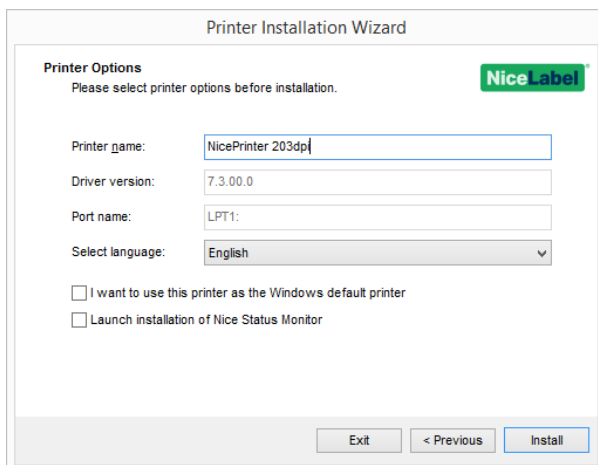 Printer Installation Wizard
Printer Options
Please select printer options before installation.
NiceLabel
Printer name: NicePrinter 203dpi
Driver version: 7.3.00.0
Port name: LPT1:
Select language: English
I want to use this printer as the Windows default printer
Launch installation of Nice Status Monitor
Exit < Previous Install